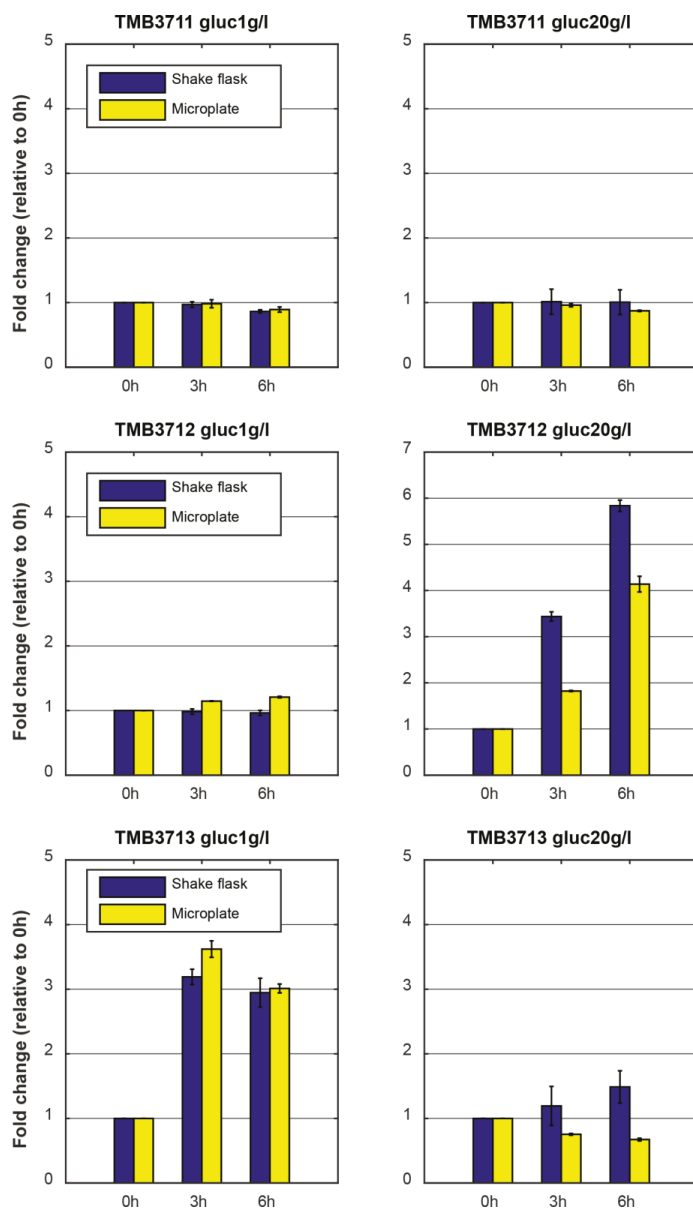 TMB3711 gluc1g/l
Fold change (relative to 0h)
5
4
3
2
1
0
Shake flask
Microplate
0h 3h 6h
TMB3711 gluc20g/l
5
4
3
2
1
0
0h 3h 6h
TMB3712 gluc1g/l
Fold change (relative to 0h)
5
4
3
2
1
0
Shake flask
Microplate
0h 3h 6h
TMB3712 gluc20g/l
7
6
5
4
3
2
1
0
0h 3h 6h
TMB3713 gluc1g/l
Fold change (relative to 0h)
5
4
3
2
1
0
Shake flask
Microplate
0h 3h 6h
TMB3713 gluc20g/l
5
4
3
2
1
0
0h 3h 6h